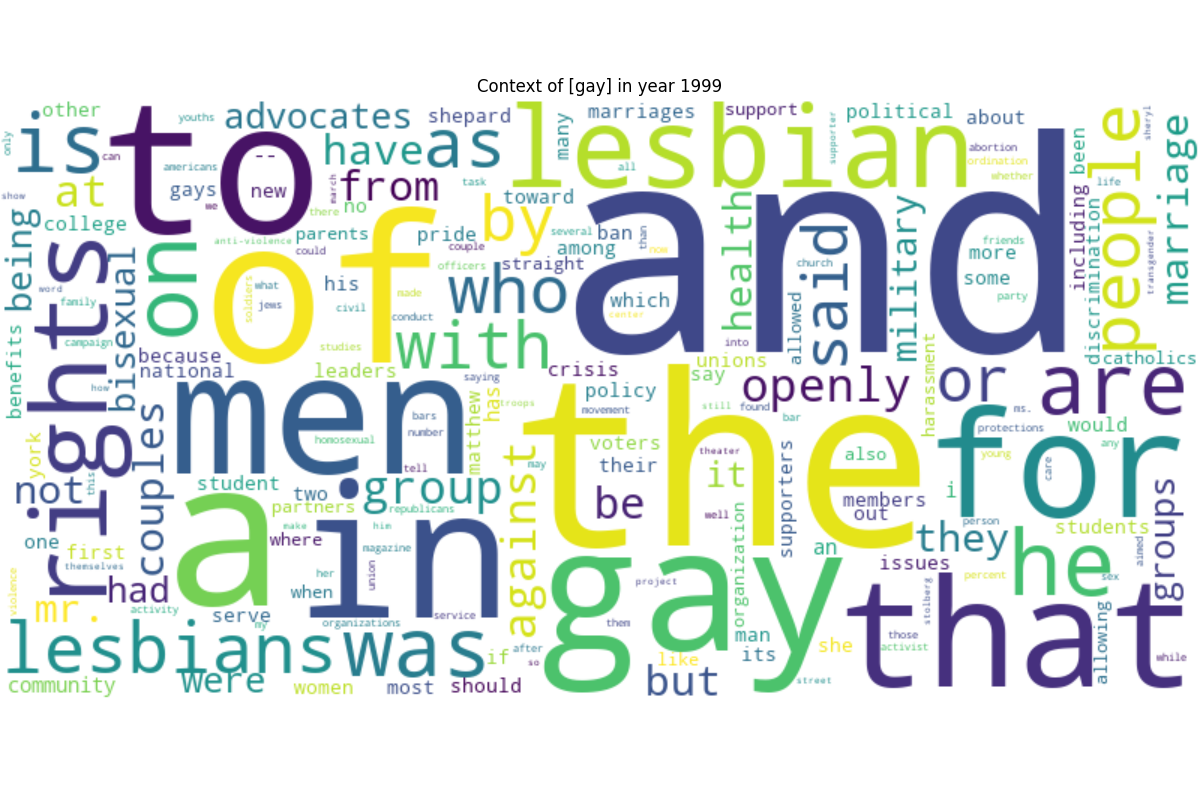 Context of [gay] in year 1999
other
youths
advocates
shepard
lesbian
marriages
support
political
about
people
sheryl
only
is
to
--
can
americans
have
as
many
all
supporter
and
abortion
ordination
whether
been
marriage
show
at
gays
new
we
march
from
task
toward
by
life
being
college
there
no
of
anti-violence
parents
could
pride
couple
several
among
ban
than
now
health
said
military
friends
more
some
party
including
discrimination
transgender
rights
word
family
campaign
bisexual
on
soldiers
what
jews
his
civil
made
conduct
officers
straight
who
which
center
church
allowed
into
benefits
how
because
national
studies
leaders
with
saying
crisis
policy
movement
unions
say
still
found
bar
openly
harassment
or
are
catholics
ms.
protections
would
any
york
this
not
couples
men
homosexual
bars
number
tell
matthew
has
troops
may
the
voters
theater
their
it
also
for
young
care
student
two
partners
group
republicans
be
well
supporters
members
out
i
person
they
students
one
first
themselves
a
make
where
in
him
magazine
against
organization
an
issues
percent
he
sex
aimed
groups
violence
mr.
had
activity
her
when
union
gay
project
stolberg
that
serve
my
organizations
service
them
man
its
she
those
activist
allowing
while
lesbians
was
if
after
so
like
community
were
women
most
should
but
street